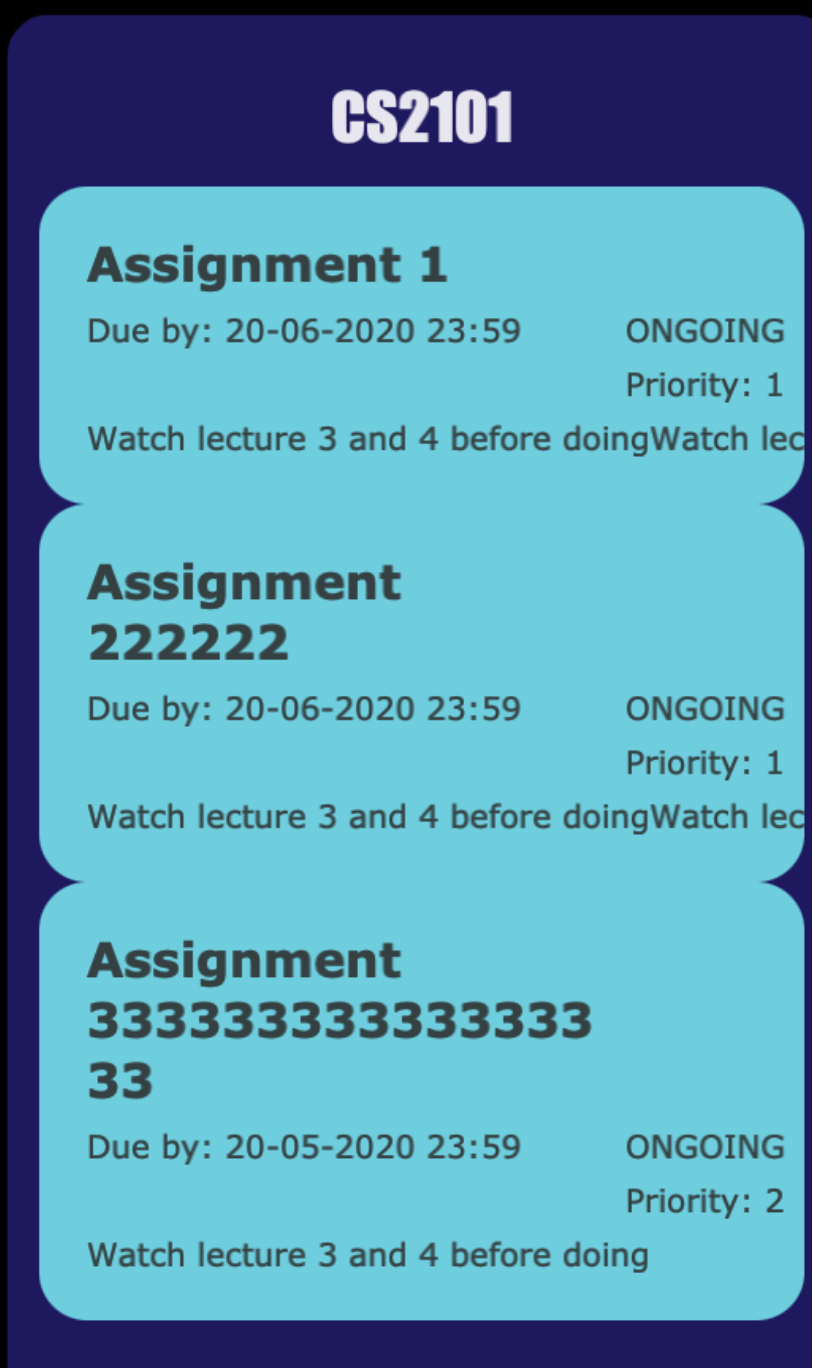 CS2101
Assignment 1
Due by: 20-06-2020 23:59 ONGOING
Priority: 1
Watch lecture 3 and 4 before doingWatch lec
Assignment
222222
Due by: 20-06-2020 23:59 ONGOING
Priority: 1
Watch lecture 3 and 4 before doingWatch lec
Assignment
333333333333333
33
Due by: 20-05-2020 23:59 ONGOING
Priority: 2
Watch lecture 3 and 4 before doing